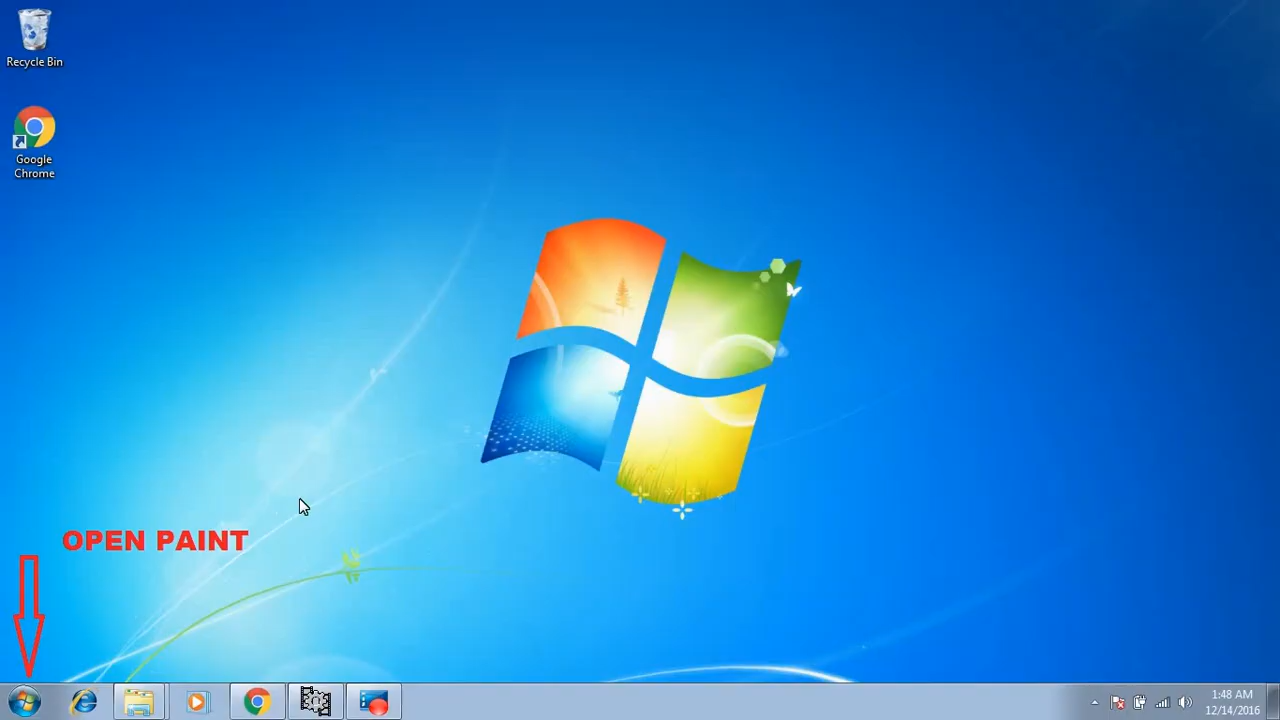 Recycle Bin
Google
Chrome
OPEN PAINT
1:48 AM
12/14/2016